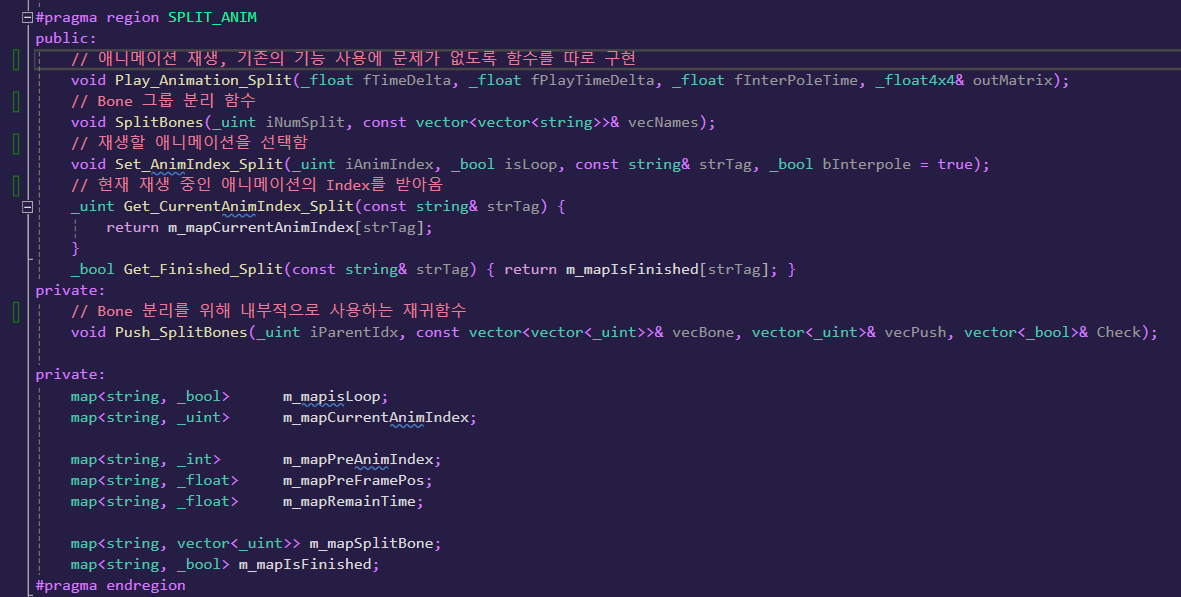 #pragma region SPLIT_ANIM
public:
// 애니메이션 재생, 기존의 기능 사용에 문제가 없도록 함수를 따로 구현
void Play_Animation_Split(_float fTimeDelta, _float fPlayTimeDelta, _float fInterPoleTime, _float4x4& outMatrix);
// Bone 그룹 분리 함수
void SplitBones(_uint iNumSplit, const vector<vector<string>>& vecNames);
// 재생할 애니메이션을 선택함
void Set_AnimIndex_Split(_uint iAnimIndex, _bool isLoop, const string& strTag, _bool bInterpole = true);
// 현재 재생 중인 애니메이션의 Index를 받아옴
_uint Get_CurrentAnimIndex_Split(const string& strTag) {
return m_mapCurrentAnimIndex[strTag];
}
_bool Get_Finished_Split(const string& strTag) { return m_mapIsFinished[strTag]; }
private:
// Bone 분리를 위해 내부적으로 사용하는 재귀함수
void Push_SplitBones(_uint iParentIdx, const vector<vector<_uint>>& vecBone, vector<_uint>& vecPush, vector<_bool>& Check);
private:
map<string, _bool> m_mapisLoop;
map<string, _uint> m_mapCurrentAnimIndex;
map<string, _int> m_mapPreAnimIndex;
map<string, _float> m_mapPreFramePos;
map<string, _float> m_mapRemainTime;
map<string, vector<_uint>> m_mapSplitBone;
map<string, _bool> m_mapIsFinished;
#pragma endregion